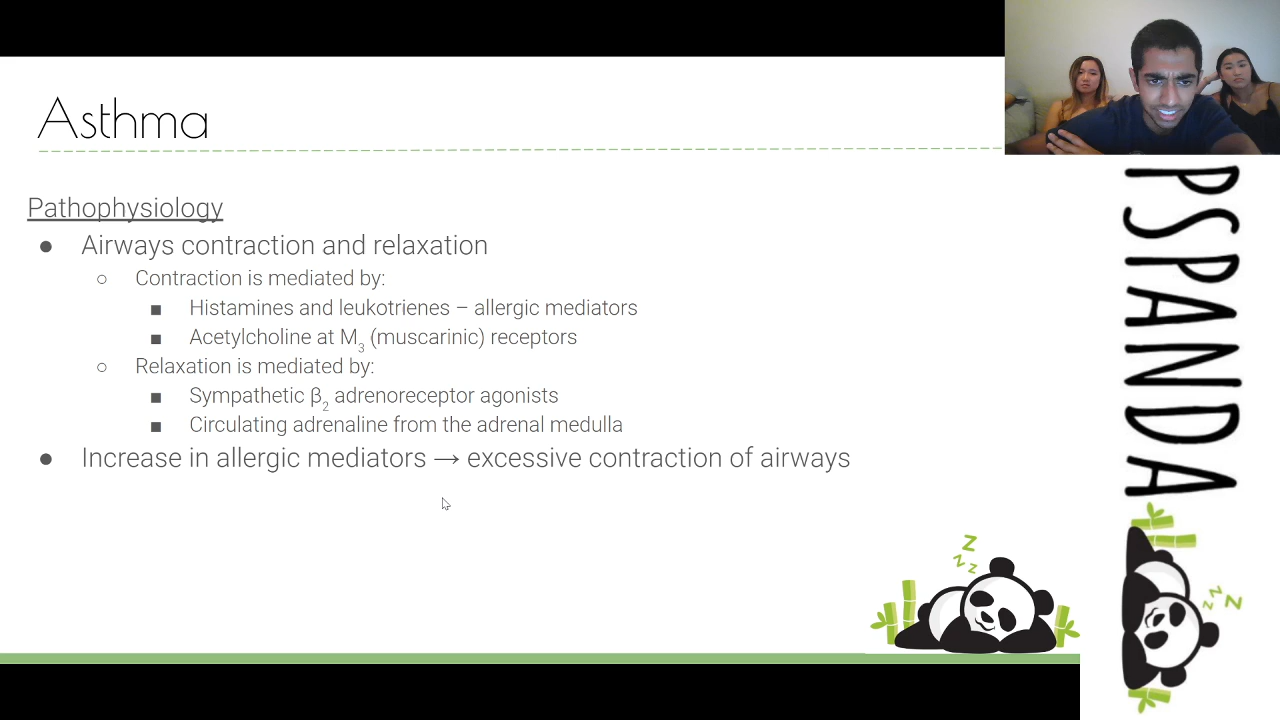 Asthma
Pathophysiology
● Airways contraction and relaxation
○ Contraction is mediated by:
■ Histamines and leukotrienes – allergic mediators
■ Acetylcholine at M3 (muscarinic) receptors
○ Relaxation is mediated by:
■ Sympathetic β2 adrenoreceptor agonists
■ Circulating adrenaline from the adrenal medulla
● Increase in allergic mediators → excessive contraction of airways
z z z
PSPANDA
z z z